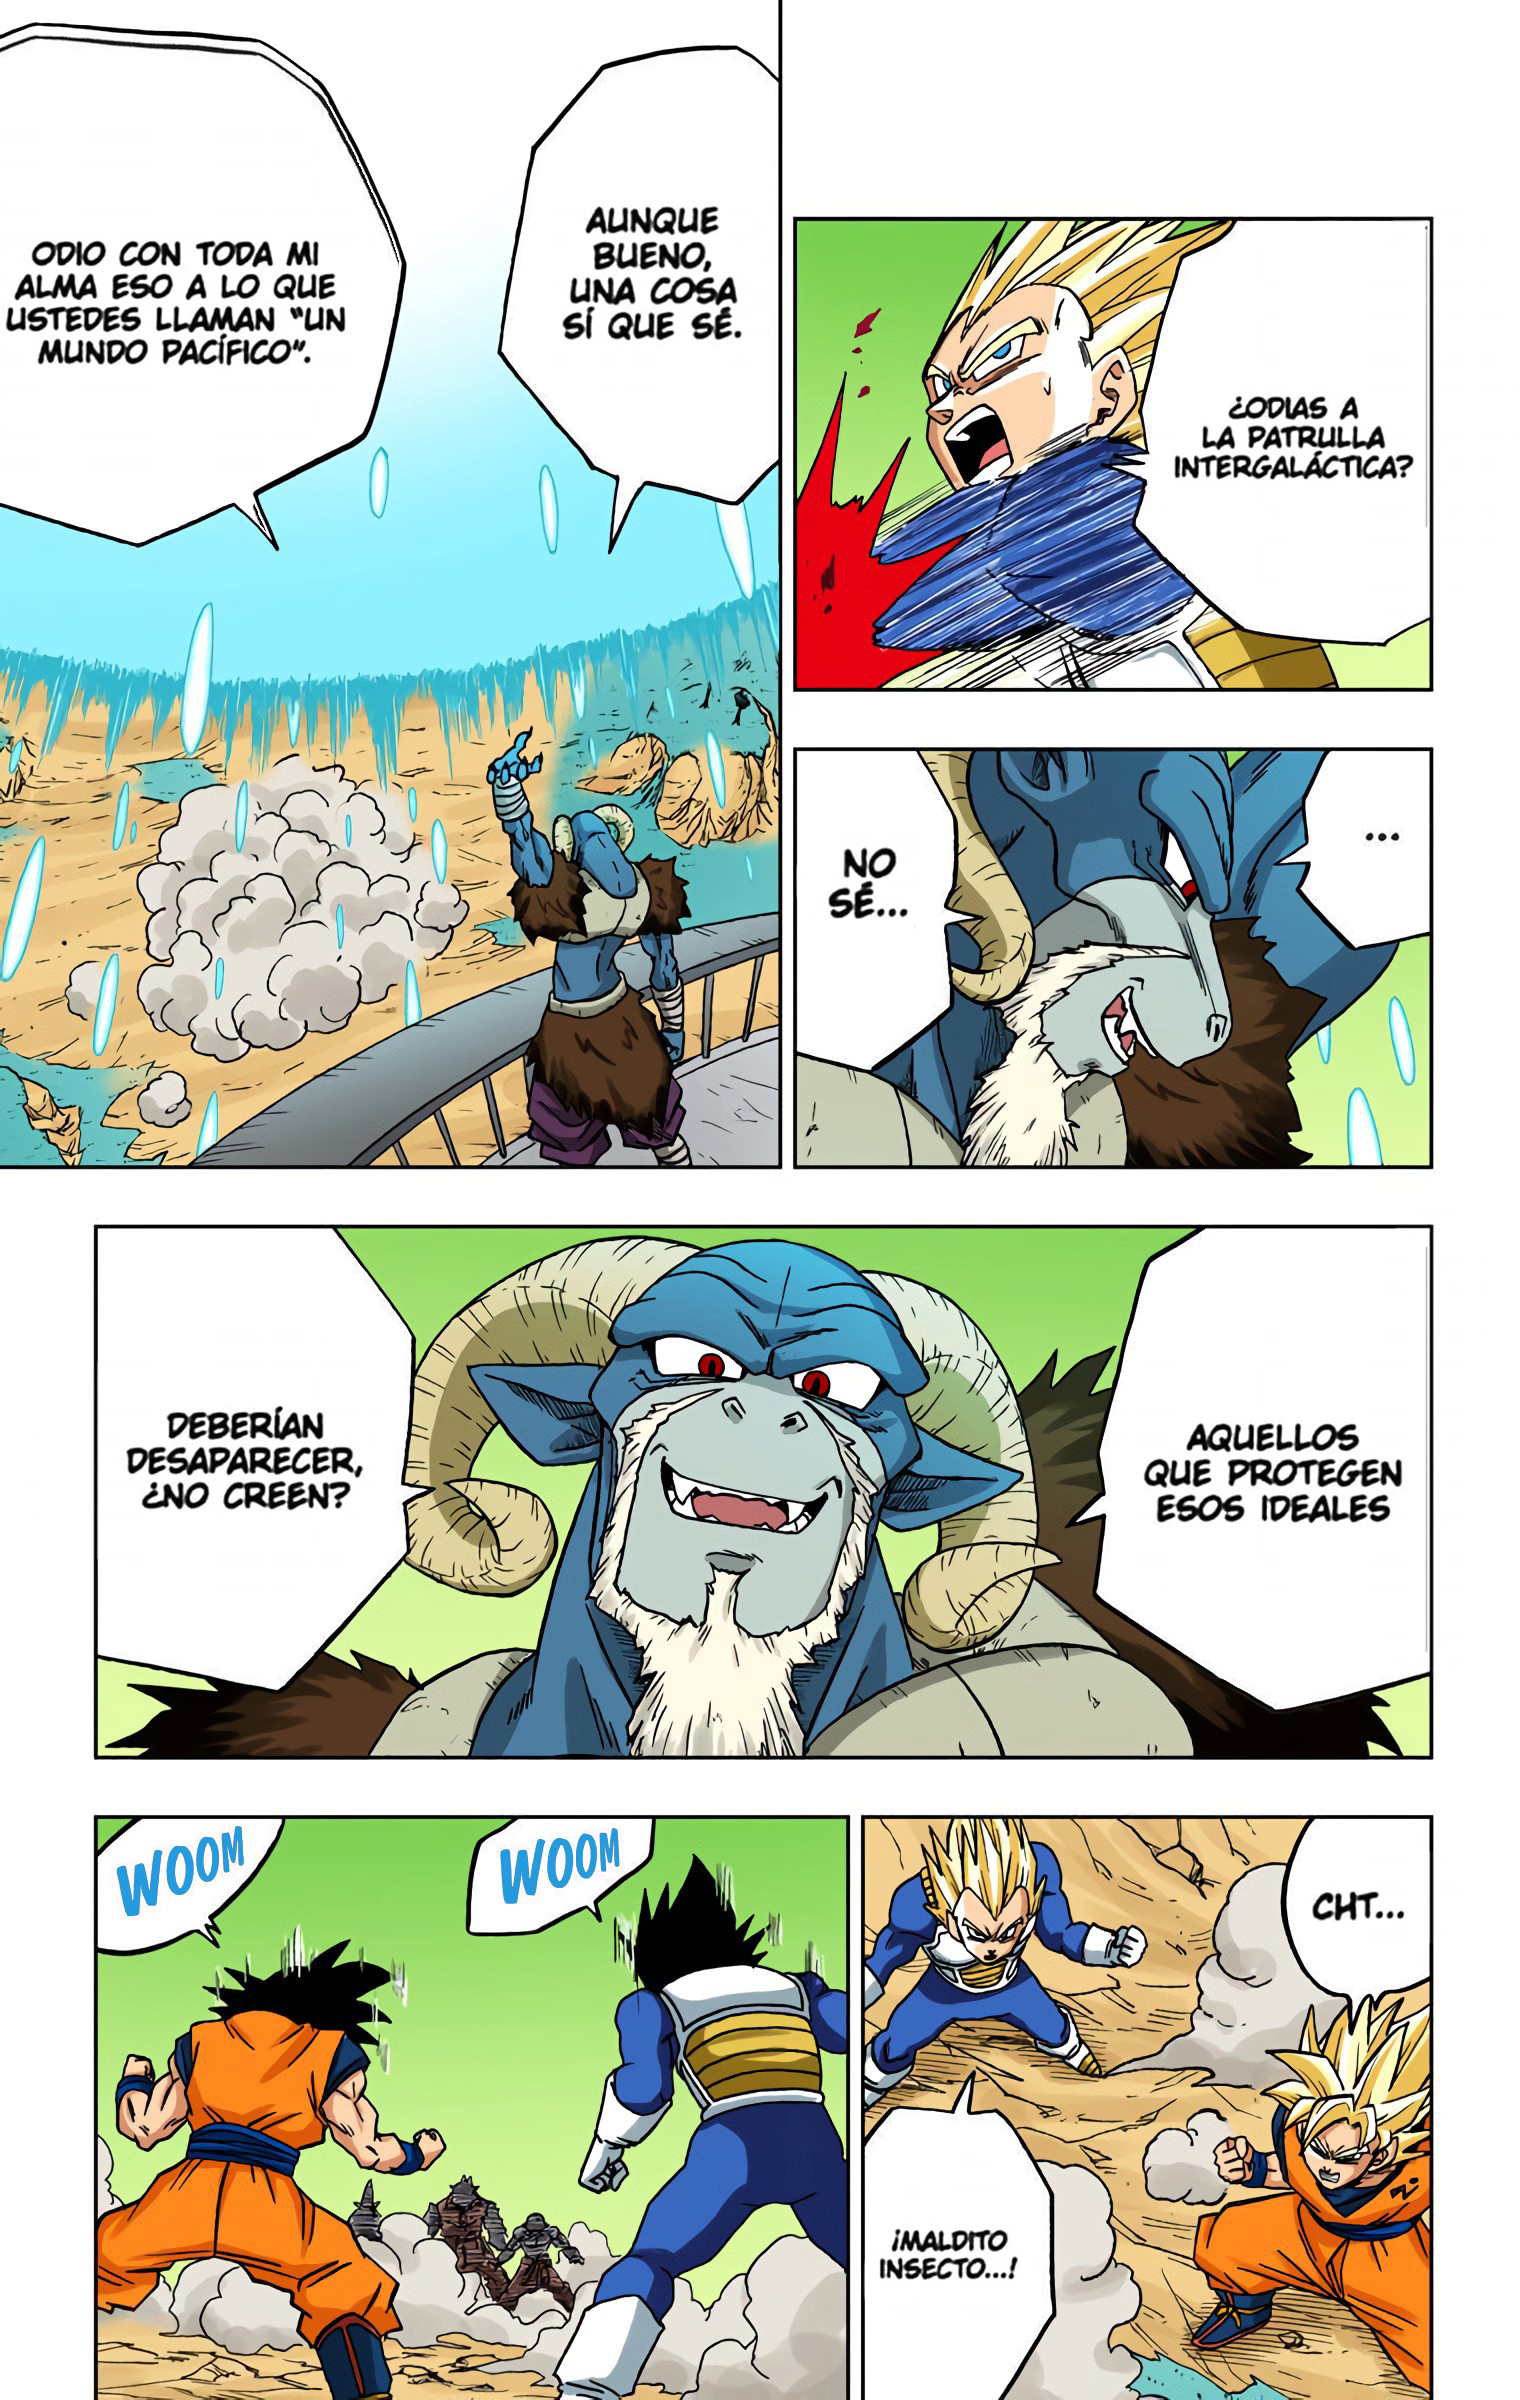 ¿ODIAS A
LA PATRULLA
INTERGALÁCTICA?
...
NO
SÉ...
AUNQUE
BUENO,
UNA COSA
SÍ QUE SÉ.
ODIO CON TODA MI
ALMA ESO A LO QUE
USTEDES LLAMAN "UN
MUNDO PACÍFICO".
AQUELLOS
QUE PROTEGEN
ESOS IDEALES
DEBERÍAN
DESAPARECER,
¿NO CREEN?
CHT...
¡MALDITO
INSECTO...!
WOOM
WOOM